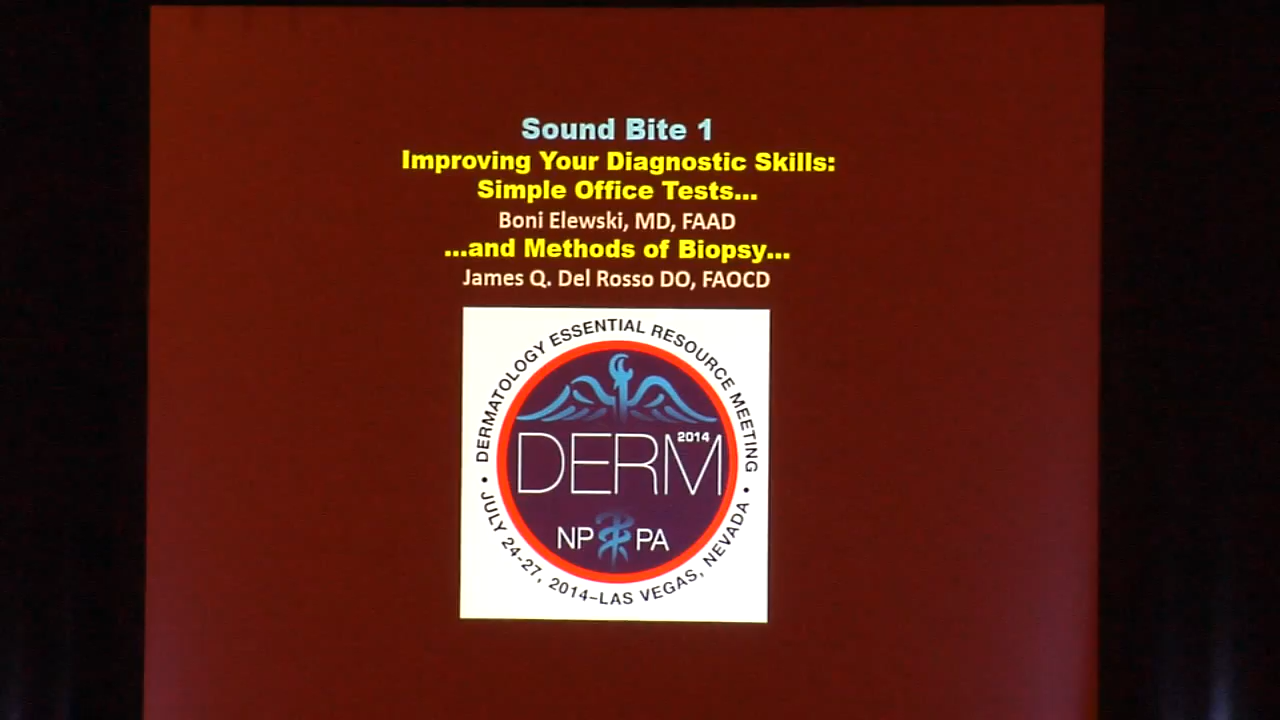 Sound Bite 1
Improving Your Diagnostic Skills:
Simple Office Tests...
Boni Elewski, MD, FAAD
...and Methods of Biopsy...
James Q. Del Rosso DO, FAOCD
• DERMATOLOGY ESSENTIAL RESOURCE MEETING •
2014
DERM
NP PA
JULY 24-27, 2014–LAS VEGAS, NEVADA